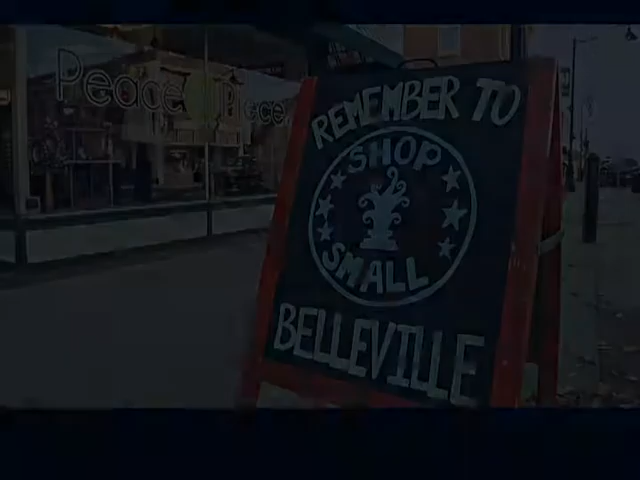 Peace Piece
REMEMBER TO
SHOP
SMALL
BELLEVILLE